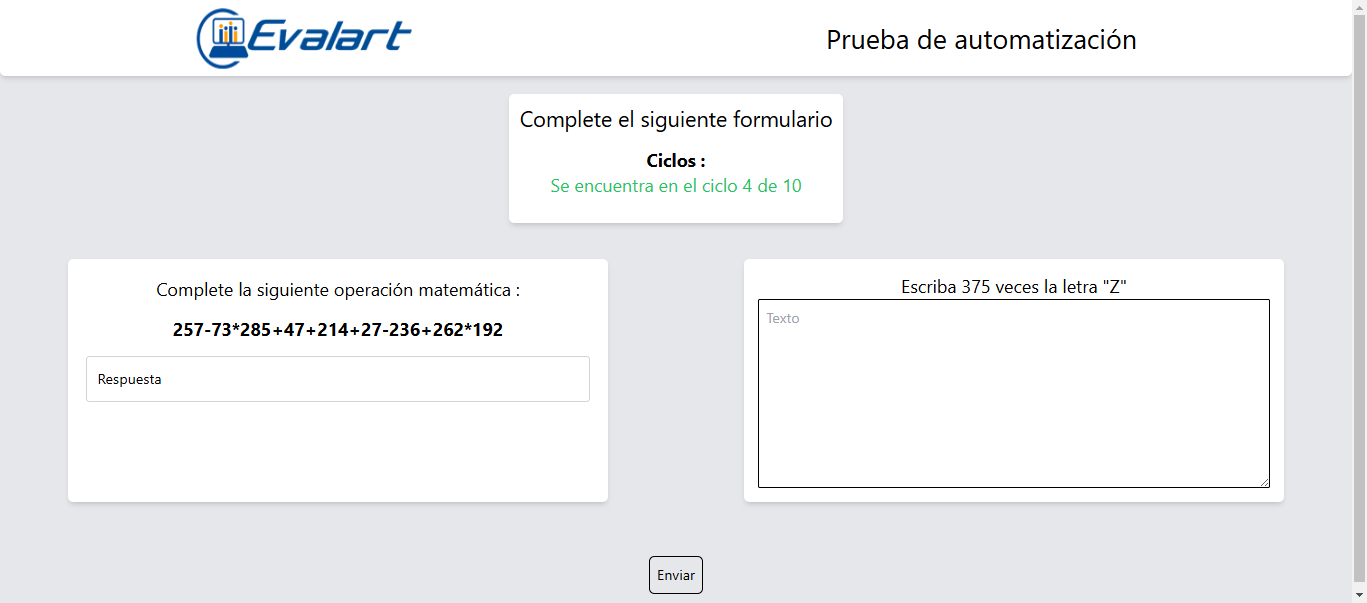 Evalart
Prueba de automatización
Complete el siguiente formulario
Ciclos :
Se encuentra en el ciclo 4 de 10
Complete la siguiente operación matemática :
257-73*285+47+214+27-236+262*192
Respuesta
Escriba 375 veces la letra "Z"
Texto
Enviar